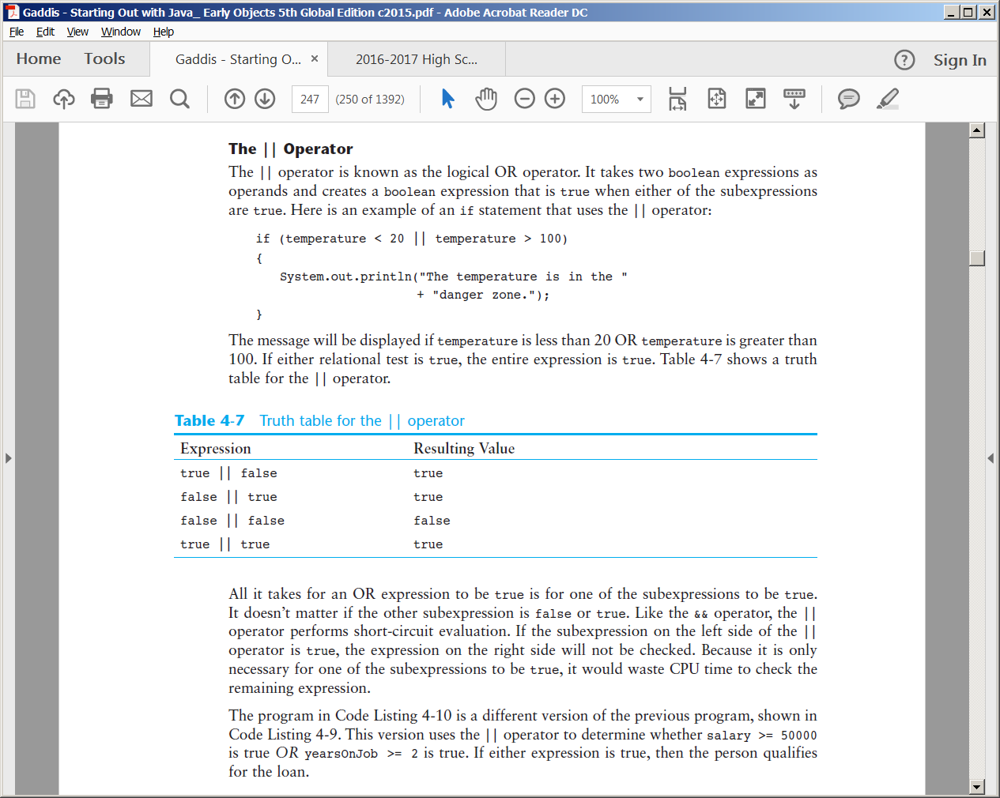 Gaddis - Starting Out with Java_ Early Objects 5th Global Edition c2015.pdf - Adobe Acrobat Reader DC
File Edit View Window Help
Home Tools Gaddis - Starting O... × 2016-2017 High Sc... ? Sign In
247 (250 of 1392) 100%
The || Operator
The || operator is known as the logical OR operator. It takes two boolean expressions as
operands and creates a boolean expression that is true when either of the subexpressions
are true. Here is an example of an if statement that uses the || operator:
if (temperature < 20 || temperature > 100)
{
System.out.println("The temperature is in the "
+ "danger zone.");
}
The message will be displayed if temperature is less than 20 OR temperature is greater than
100. If either relational test is true, the entire expression is true. Table 4-7 shows a truth
table for the || operator.
Table 4-7 Truth table for the || operator
Expression Resulting Value
true || false true
false || true true
false || false false
true || true true
All it takes for an OR expression to be true is for one of the subexpressions to be true.
It doesn't matter if the other subexpression is false or true. Like the && operator, the ||
operator performs short-circuit evaluation. If the subexpression on the left side of the ||
operator is true, the expression on the right side will not be checked. Because it is only
necessary for one of the subexpressions to be true, it would waste CPU time to check the
remaining expression.
The program in Code Listing 4-10 is a different version of the previous program, shown in
Code Listing 4-9. This version uses the || operator to determine whether salary >= 50000
is true OR yearsOnJob >= 2 is true. If either expression is true, then the person qualifies
for the loan.